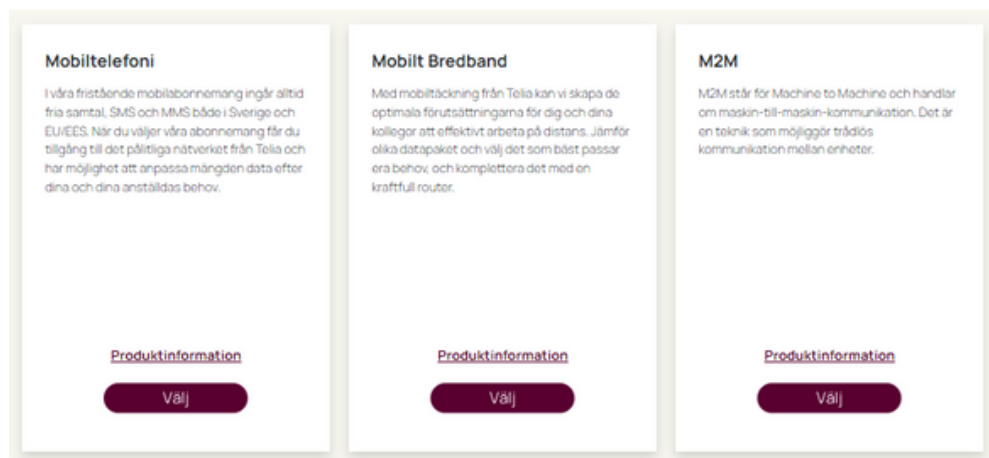 Mobiltelefoni
I våra fristående mobilabonnemang ingår alltid
fria samtal, SMS och MMS både i Sverige och
EU/EES. När du väljer våra abonnemang får du
tillgång till det pålitliga nätverket från Telia och
har möjlighet att anpassa mängden data efter
dina och dina anställdas behov.
Produktinformation
Välj
Mobilt Bredband
Med mobiltäckning från Telia kan vi skapa de
optimala förutsättningarna för dig och dina
kollegor att effektivt arbeta på distans. Jämför
olika datapaket och välj det som bäst passar
era behov, och komplettera det med en
kraftfull router.
Produktinformation
Välj
M2M
M2M står för Machine to Machine och handlar
om maskin-till-maskin-kommunikation. Det är
en teknik som möjliggör trådlös
kommunikation mellan enheter.
Produktinformation
Välj